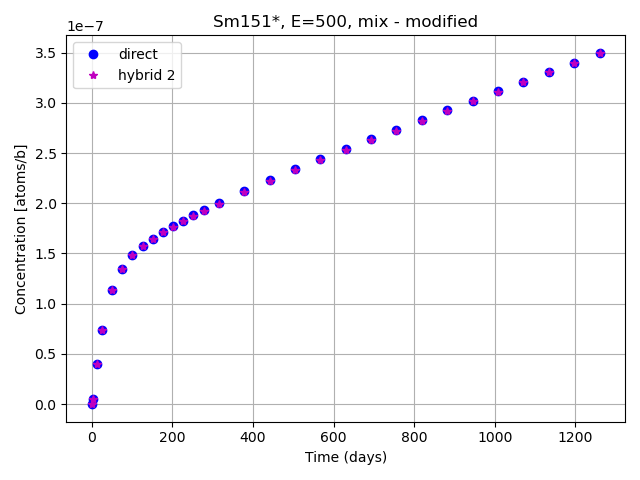 Sm151*, E=500, mix - modified
1e−7
direct
hybrid 2
3.5
3.0
2.5
2.0
1.5
1.0
0.5
0.0
Concentration [atoms/b]
0 200 400 600 800 1000 1200
Time (days)